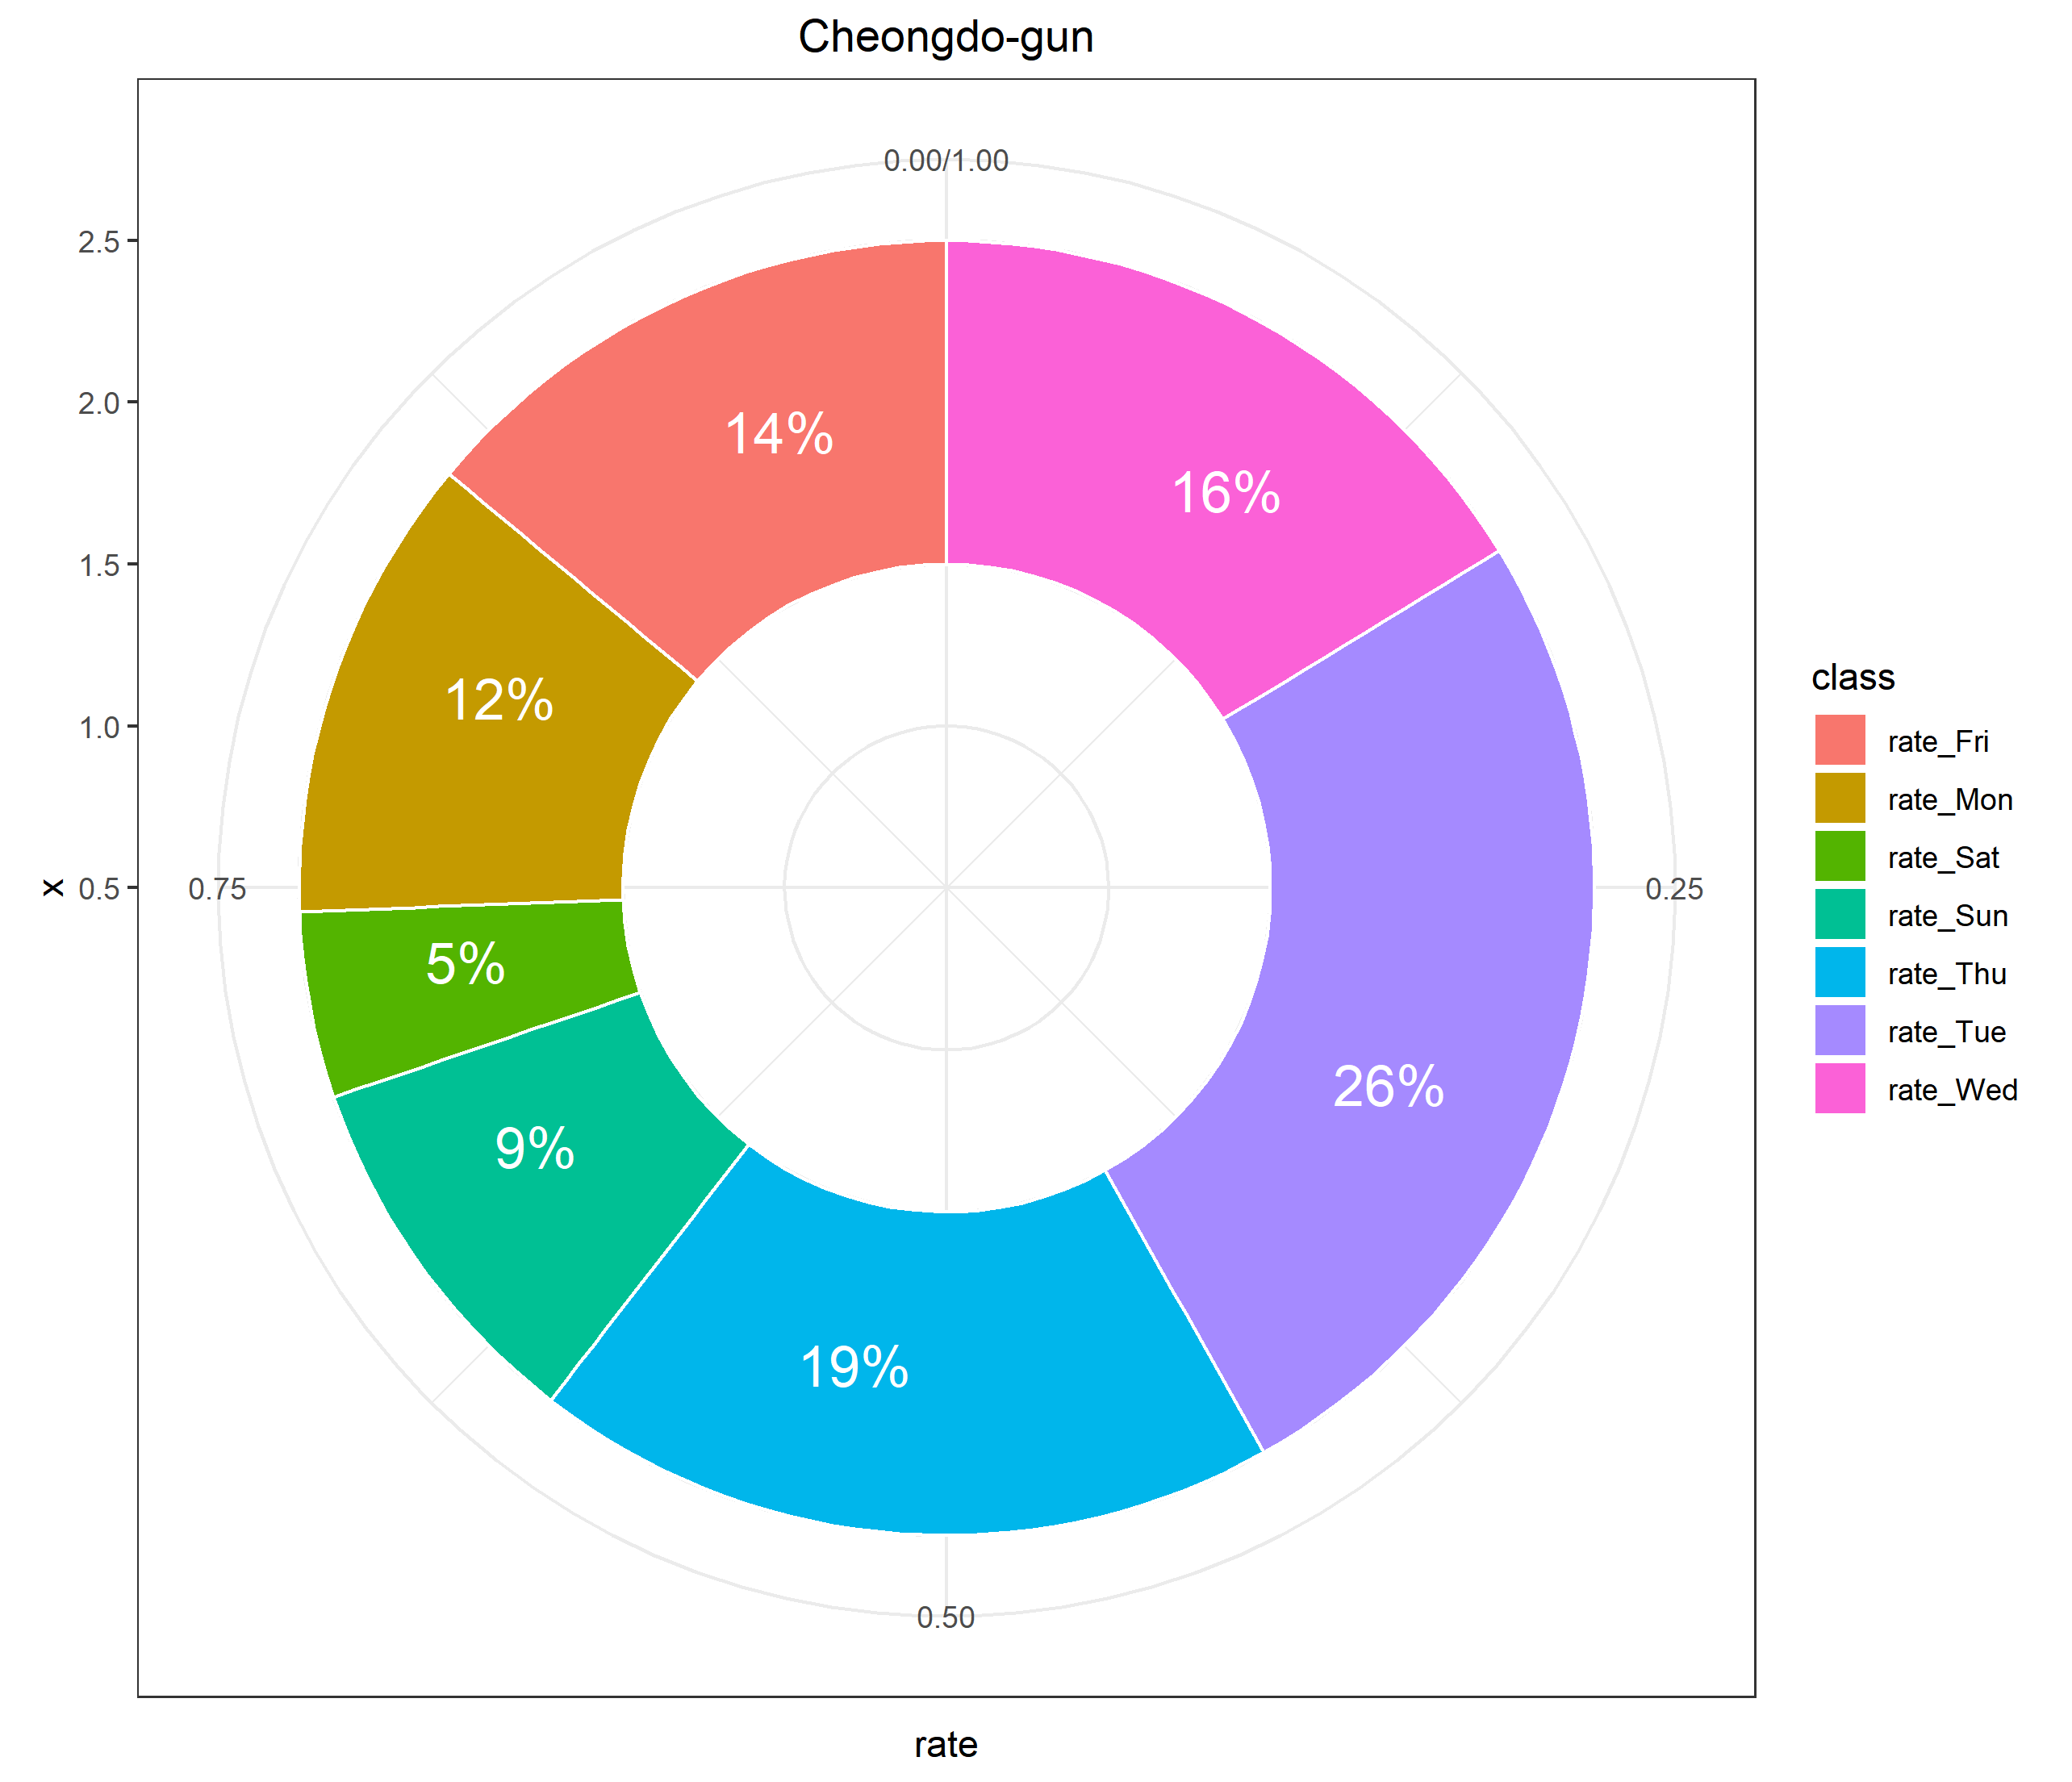 Cheongdo-gun
0.00/1.00
2.5
2.0
1.5
1.0
0.5
x
0.75
0.25
0.50
14%
16%
12%
5%
9%
26%
19%
rate
class
rate_Fri
rate_Mon
rate_Sat
rate_Sun
rate_Thu
rate_Tue
rate_Wed